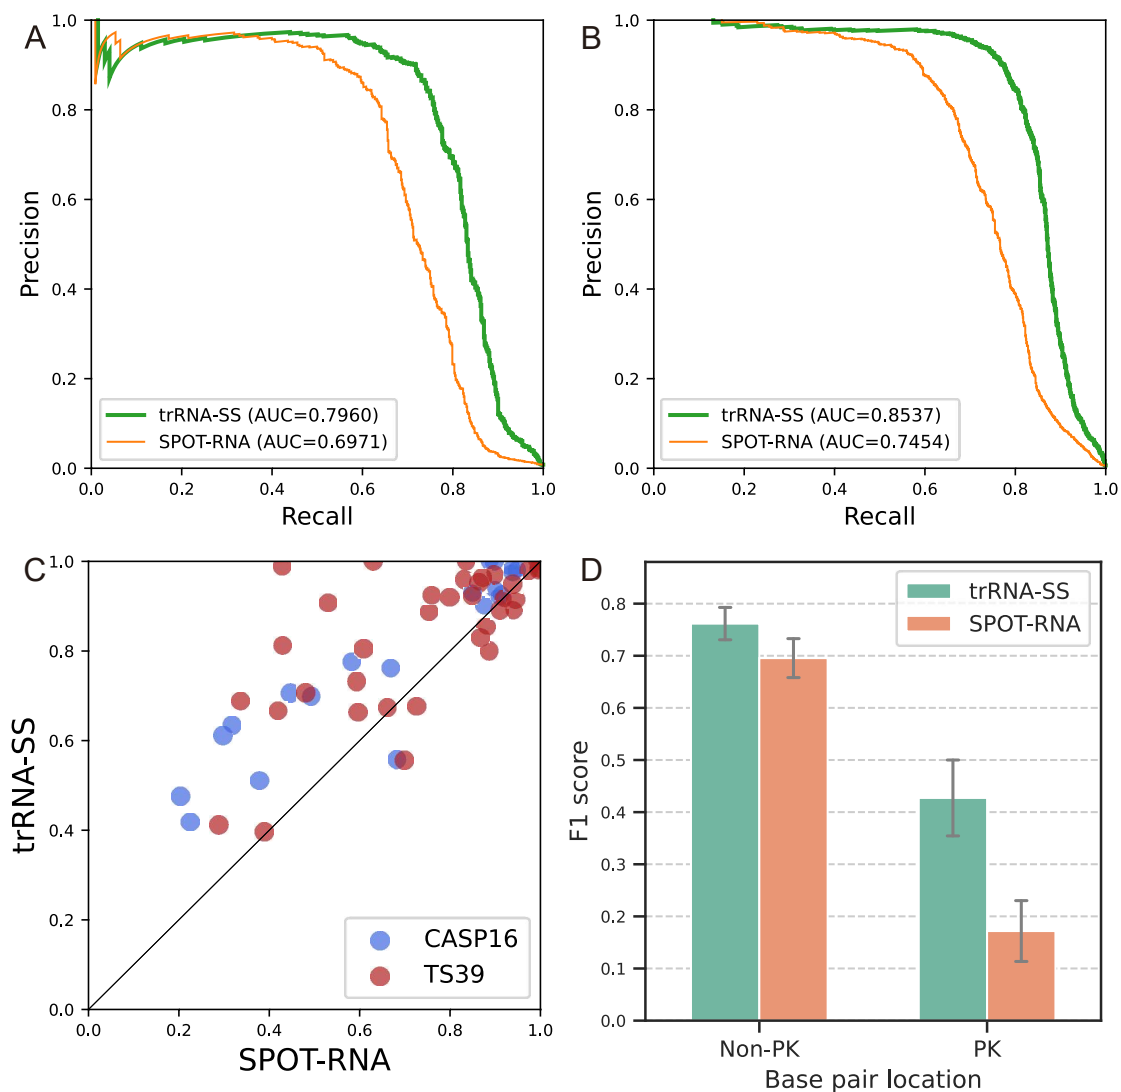 A
1.0
0.8
0.6
0.4
0.2
0.0
Precision
trRNA-SS (AUC=0.7960)
SPOT-RNA (AUC=0.6971)
0.0 0.2 0.4 0.6 0.8 1.0
Recall
B
1.0
0.8
0.6
0.4
0.2
0.0
Precision
trRNA-SS (AUC=0.8537)
SPOT-RNA (AUC=0.7454)
0.0 0.2 0.4 0.6 0.8 1.0
Recall
C
1.0
0.8
0.6
0.4
0.2
0.0
trRNA-SS
CASP16
TS39
0.0 0.2 0.4 0.6 0.8 1.0
SPOT-RNA
D
trRNA-SS
SPOT-RNA
0.8
0.7
0.6
0.5
0.4
0.3
0.2
0.1
0.0
F1 score
Non-PK PK
Base pair location